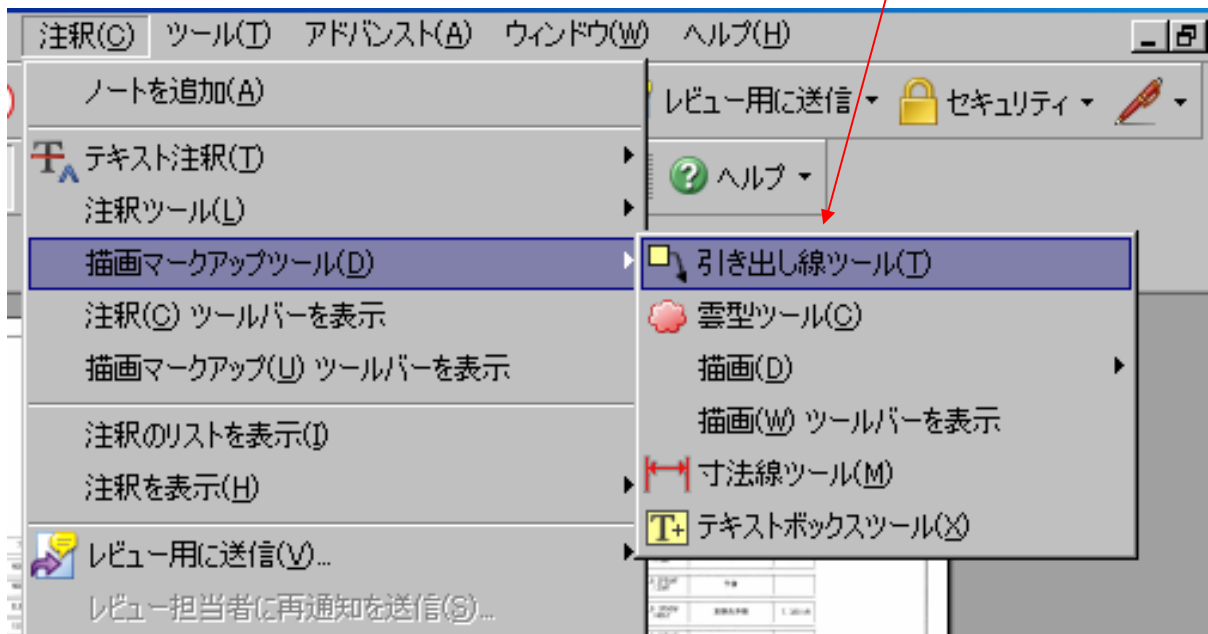 注釈(C) ツール(T) アドバンスト(A) ウィンドウ(W) ヘルプ(H)
ノートを追加(A)
レビュー用に送信
セキュリティ
テキスト注釈(T)
ヘルプ
注釈ツール(L)
描画マークアップツール(D)
引き出し線ツール(T)
注釈(C) ツールバーを表示
雲型ツール(C)
描画マークアップ(U) ツールバーを表示
描画(D)
描画(W) ツールバーを表示
注釈のリストを表示(I)
寸法線ツール(M)
注釈を表示(H)
テキストボックスツール(X)
レビュー用に送信(V)...
レビュー担当者に再通知を送信(S)...